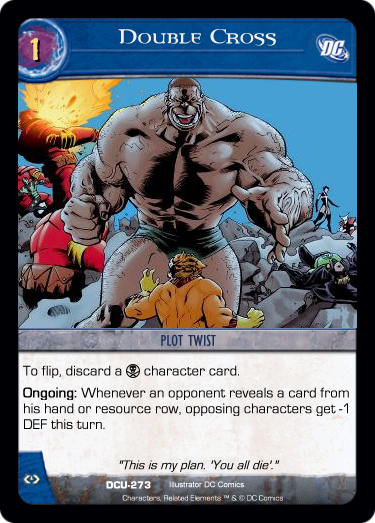 1
DOUBLE CROSS
DC
PLOT TWIST
To flip, discard a character card.
Ongoing: Whenever an opponent reveals a card from
his hand or resource row, opposing characters get -1
DEF this turn.
"This is my plan. 'You all die'."
DCU-273 Illustrator DC Comics
Characters, Related Elements ™ & © DC Comics